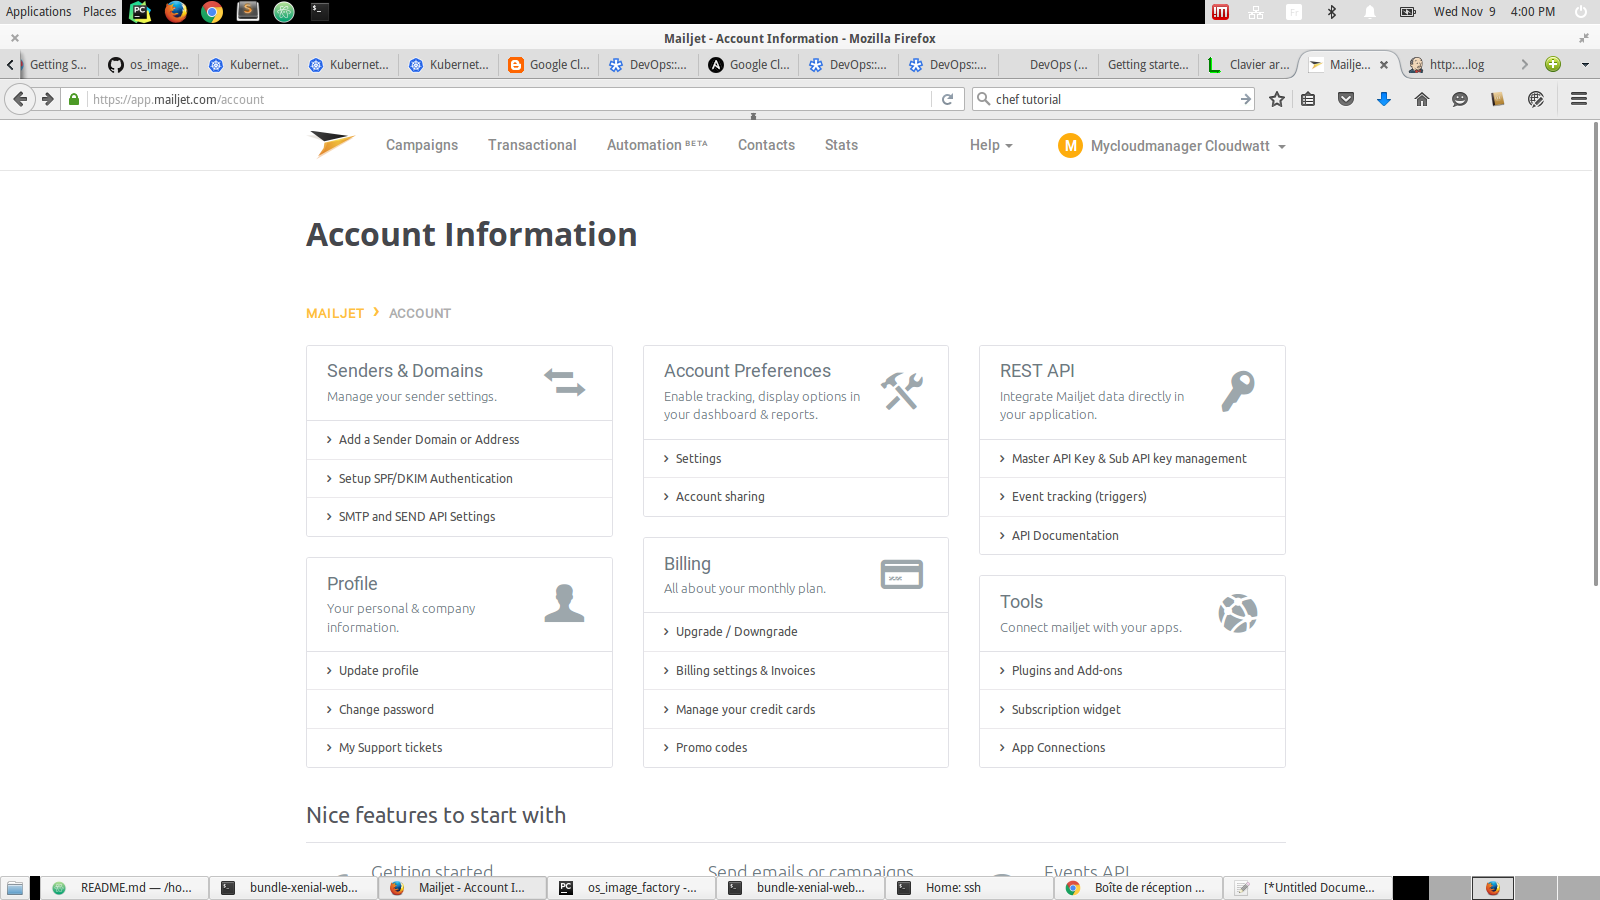 Applications Places
Wed Nov 9 4:00 PM
Mailjet - Account Information - Mozilla Firefox
Getting S... os_image... Kubernet... Kubernet... Kubernet... Google Cl... DevOps::... Google Cl... DevOps::... DevOps::... DevOps (... Getting starte... Clavier ar... Mailje... http:....log
https://app.mailjet.com/account
chef tutorial
Campaigns Transactional Automation BETA Contacts Stats Help M Mycloudmanager Cloudwatt
Account Information
MAILJET > ACCOUNT
Senders & Domains
Manage your sender settings.
Add a Sender Domain or Address
Setup SPF/DKIM Authentication
SMTP and SEND API Settings
Profile
Your personal & company
information.
Update profile
Change password
My Support tickets
Account Preferences
Enable tracking, display options in
your dashboard & reports.
Settings
Account sharing
Billing
All about your monthly plan.
Upgrade / Downgrade
Billing settings & Invoices
Manage your credit cards
Promo codes
REST API
Integrate Mailjet data directly in
your application.
Master API Key & Sub API key management
Event tracking (triggers)
API Documentation
Tools
Connect mailjet with your apps.
Plugins and Add-ons
Subscription widget
App Connections
Nice features to start with
Getting started Send emails or campaigns Events API
README.md — /ho... bundle-xenial-web... Mailjet - Account I... os_image_factory -... bundle-xenial-web... Home: ssh Boîte de réception ... [*Untitled Docume...